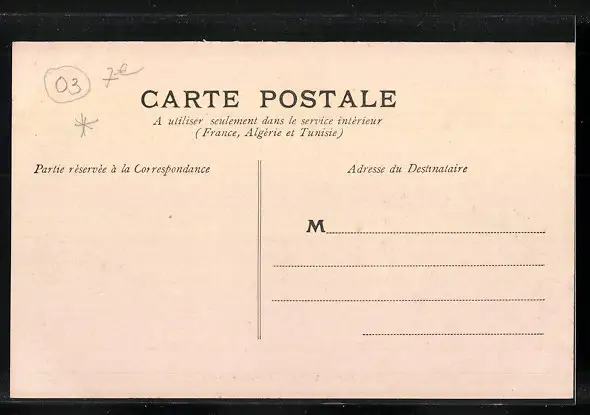 03 7€
*
CARTE POSTALE
A utiliser seulement dans le service intérieur
(France, Algérie et Tunisie)
Partie réservée à la Correspondance
Adresse du Destinataire
M